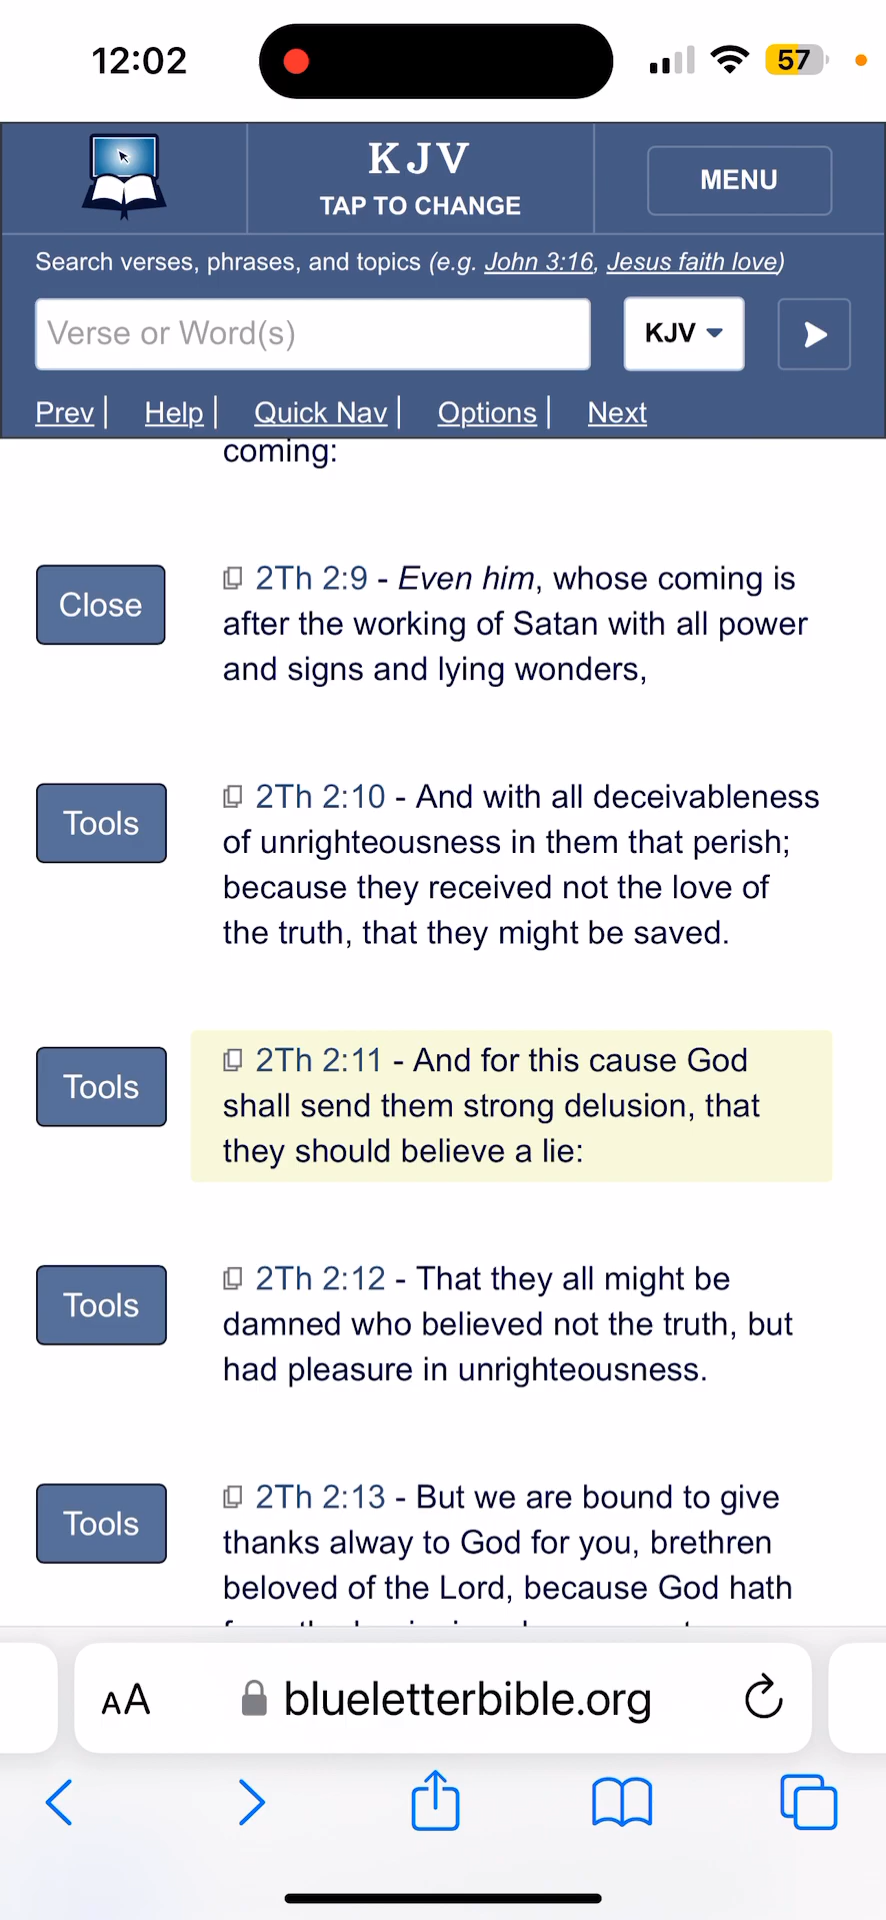 12:02
57
KJV
TAP TO CHANGE
MENU
Search verses, phrases, and topics (e.g. John 3:16, Jesus faith love)
Verse or Word(s)
KJV
Prev | Help | Quick Nav | Options | Next
coming:
Close
2Th 2:9 - Even him, whose coming is
after the working of Satan with all power
and signs and lying wonders,
Tools
2Th 2:10 - And with all deceivableness
of unrighteousness in them that perish;
because they received not the love of
the truth, that they might be saved.
Tools
2Th 2:11 - And for this cause God
shall send them strong delusion, that
they should believe a lie:
Tools
2Th 2:12 - That they all might be
damned who believed not the truth, but
had pleasure in unrighteousness.
Tools
2Th 2:13 - But we are bound to give
thanks alway to God for you, brethren
beloved of the Lord, because God hath
AA
blueletterbible.org